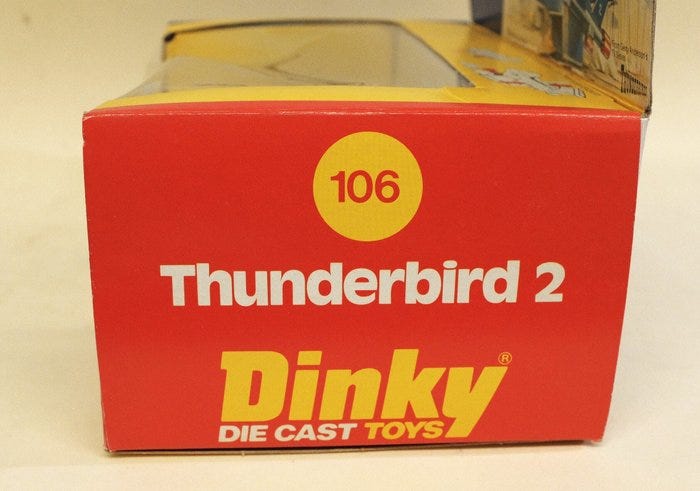 106
Thunderbird 2
Dinky®
DIE CAST TOYS